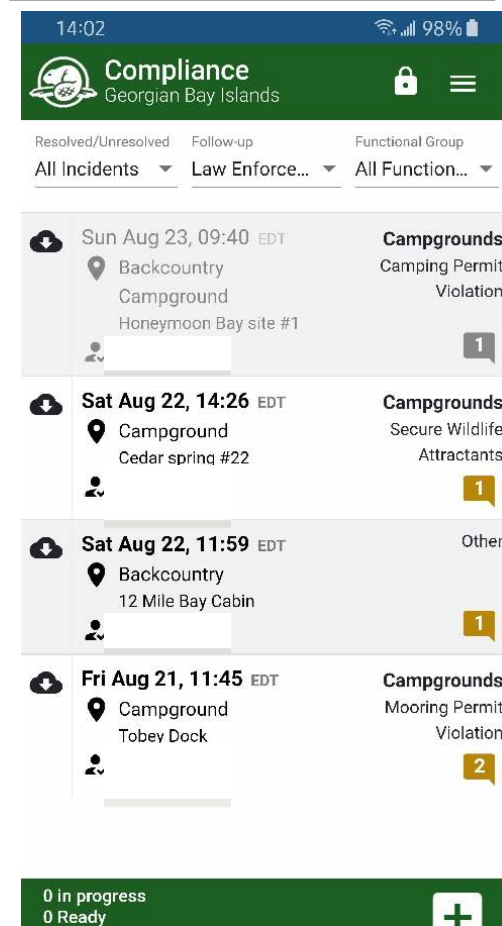 14:02 98%
Compliance
Georgian Bay Islands
Resolved/Unresolved Follow-up Functional Group
All Incidents Law Enforce... All Function...
Sun Aug 23, 09:40 EDT Campgrounds
Backcountry Camping Permit
Campground Violation
Honeymoon Bay site #1
1
Sat Aug 22, 14:26 EDT Campgrounds
Campground Secure Wildlife
Cedar spring #22 Attractants
1
Sat Aug 22, 11:59 EDT Other
Backcountry
12 Mile Bay Cabin
1
Fri Aug 21, 11:45 EDT Campgrounds
Campground Mooring Permit
Tobey Dock Violation
2
0 in progress
0 Ready